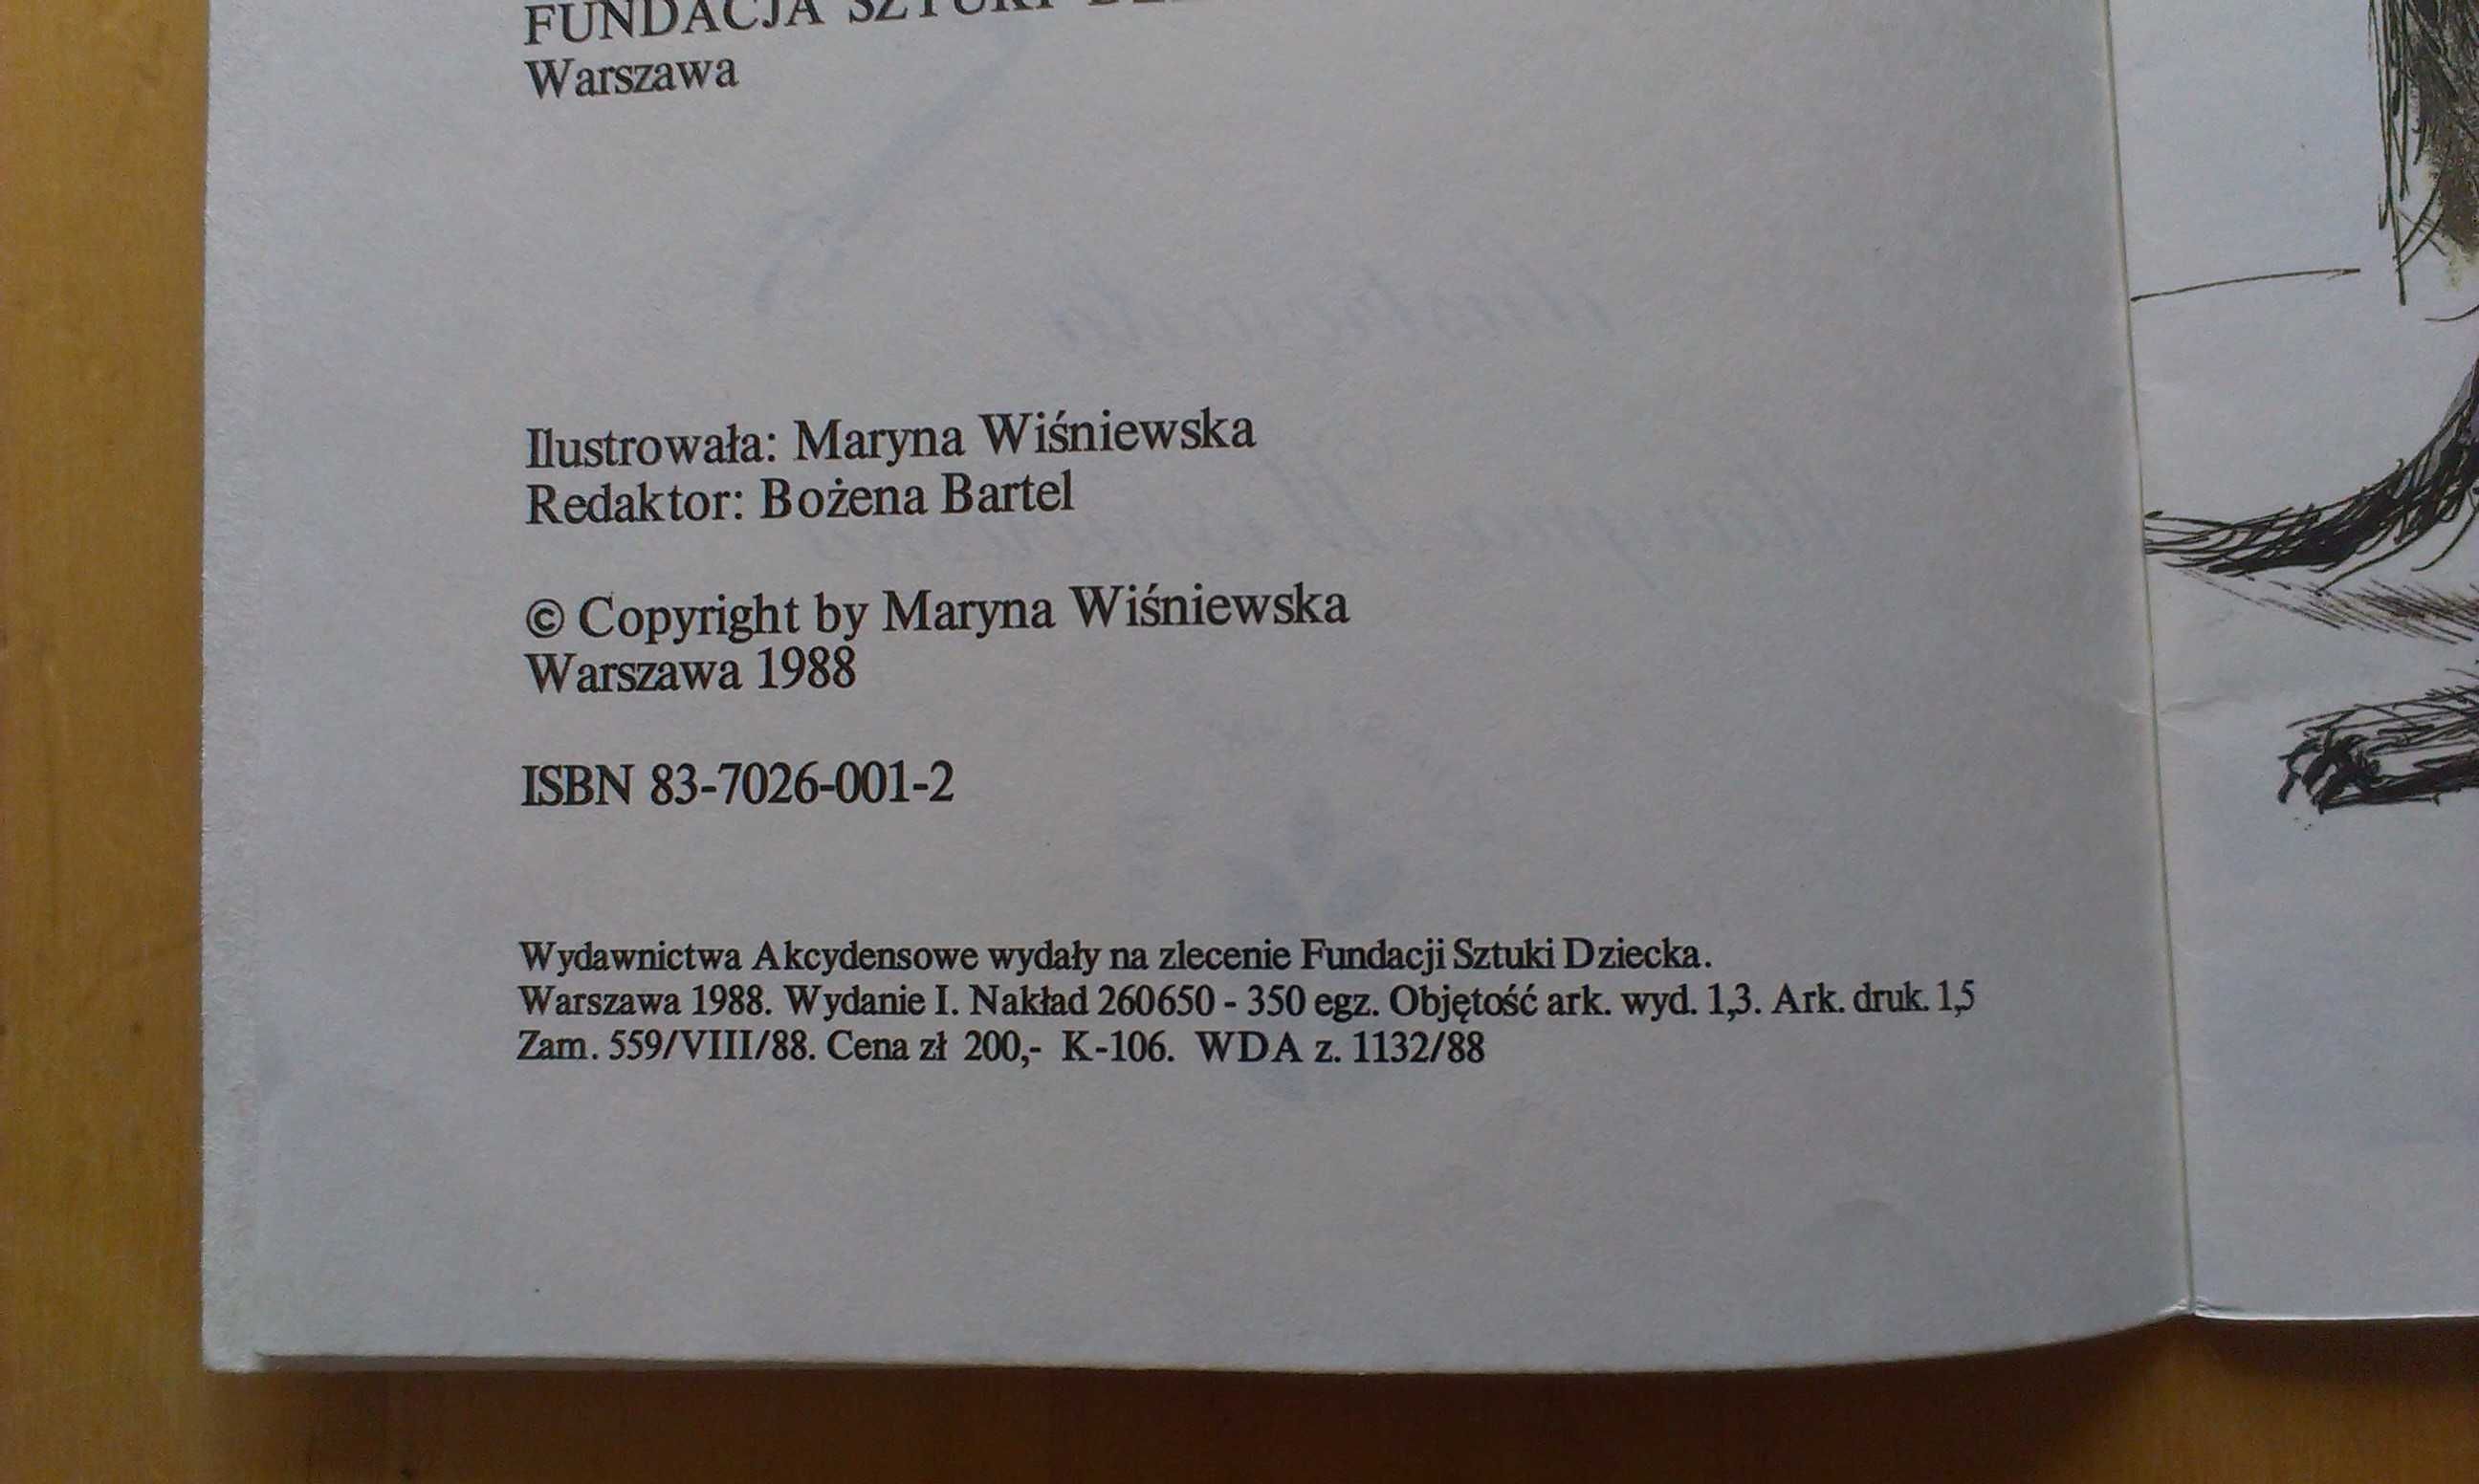 FUNDACJA SZTUKI
Warszawa
Ilustrowała: Maryna Wiśniewska
Redaktor: Bożena Bartel
© Copyright by Maryna Wiśniewska
Warszawa 1988
ISBN 83-7026-001-2
Wydawnictwa Akcydensowe wydały na zlecenie Fundacji Sztuki Dziecka.
Warszawa 1988. Wydanie I. Nakład 260650 - 350 egz. Objętość ark. wyd. 1,3. Ark. druk. 1,5
Zam. 559/VIII/88. Cena zł 200,- K-106. WDA z. 1132/88